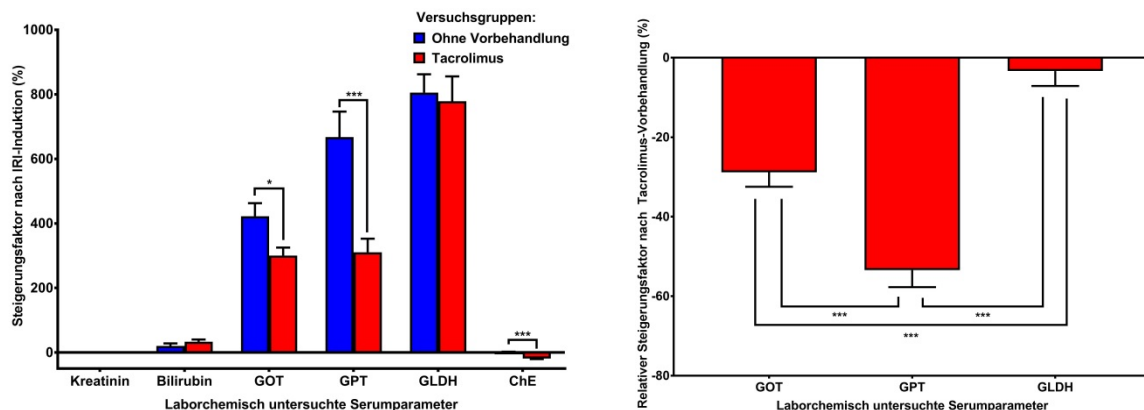 Versuchsgruppen:
Ohne Vorbehandlung
Tacrolimus
Steigerungsfaktor nach IRI-Induktion (%)
1000
800
600
400
200
0
*
***
***
Kreatinin Bilirubin GOT GPT GLDH ChE
Laborchemisch untersuchte Serumparameter
Relativer Steigerungsfaktor nach Tacrolimus-Vorbehandlung (%)
0
-20
-40
-60
-80
*** ***
***
GOT GPT GLDH
Laborchemisch untersuchte Serumparameter